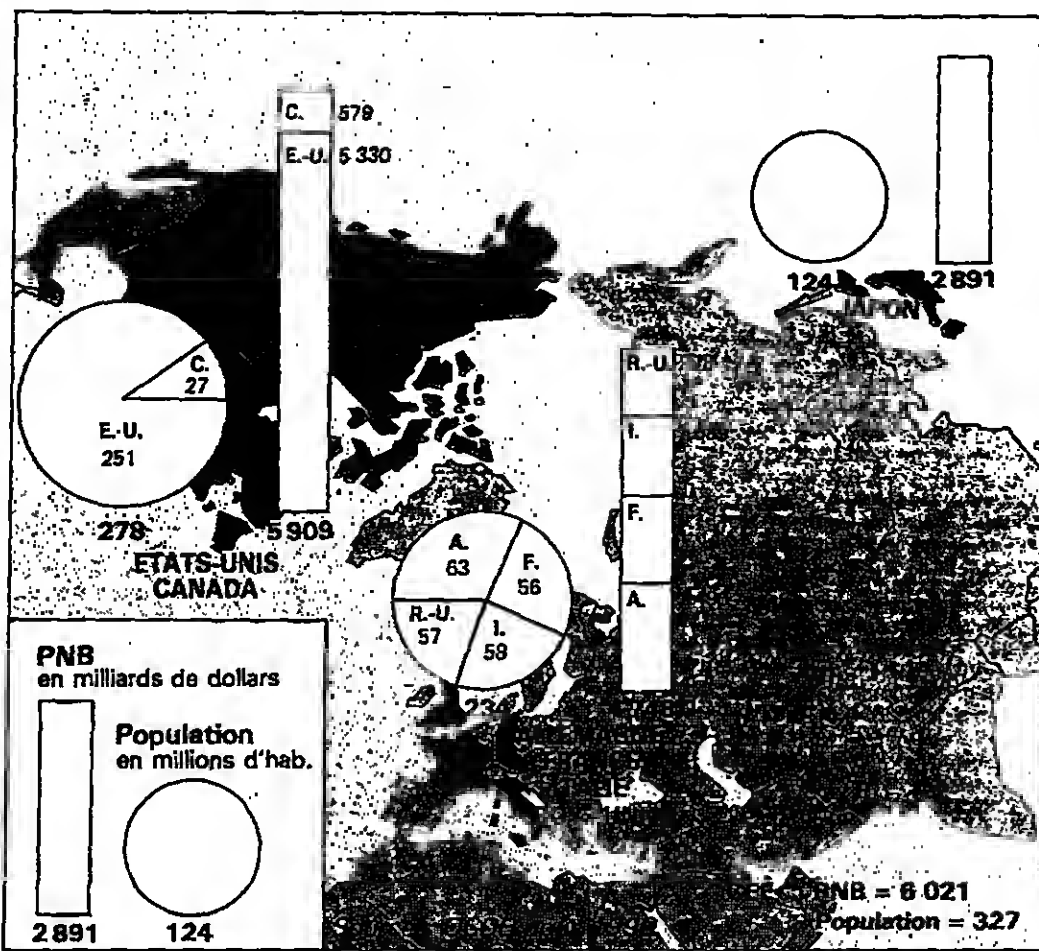 C. 579
E.-U. 5 330
124
2 891
JAPON
C.
27
E.-U.
251
278
5 909
ETATS-UNIS
CANADA
R.-U.
I.
F.
A.
A.
63
F.
56
R.-U.
57
I.
58
234
PNB
en milliards de dollars
Population
en millions d'hab.
2 891
124
PNB = 6 021
Population = 327